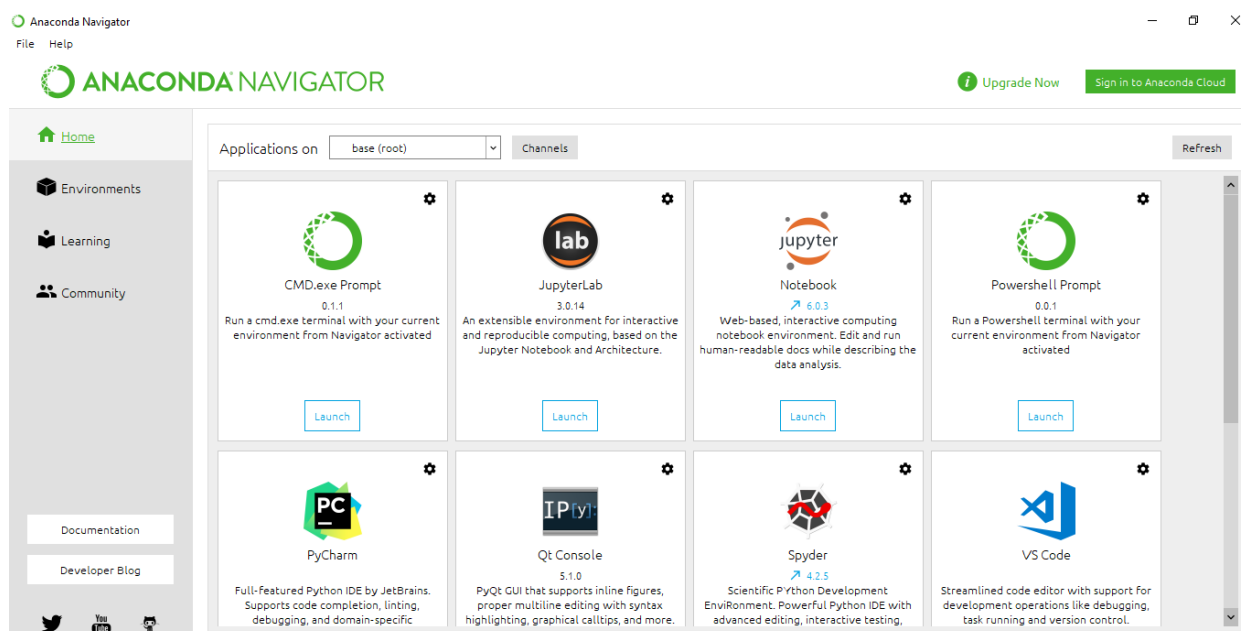 Anaconda Navigator
File Help
ANACONDA NAVIGATOR
i Upgrade Now
Sign in to Anaconda Cloud
Home
Environments
Learning
Community
Documentation
Developer Blog
You
Tube
Applications on base (root) Channels
Refresh
CMD.exe Prompt
0.1.1
Run a cmd.exe terminal with your current
environment from Navigator activated
Launch
lab
JupyterLab
3.0.14
An extensible environment for interactive
and reproducible computing, based on the
Jupyter Notebook and Architecture.
Launch
jupyter
Notebook
6.0.3
Web-based, interactive computing
notebook environment. Edit and run
human-readable docs while describing the
data analysis.
Launch
Powershell Prompt
0.0.1
Run a Powershell terminal with your
current environment from Navigator
activated
Launch
PC
PyCharm
Full-featured Python IDE by JetBrains.
Supports code completion, linting,
debugging, and domain-specific
IP[y]:
Qt Console
5.1.0
PyQt GUI that supports inline figures,
proper multiline editing with syntax
highlighting, graphical calltips, and more.
Spyder
4.2.5
Scientific PYthon Development
EnviRonment. Powerful Python IDE with
advanced editing, interactive testing,
VS Code
Streamlined code editor with support for
development operations like debugging,
task running and version control.